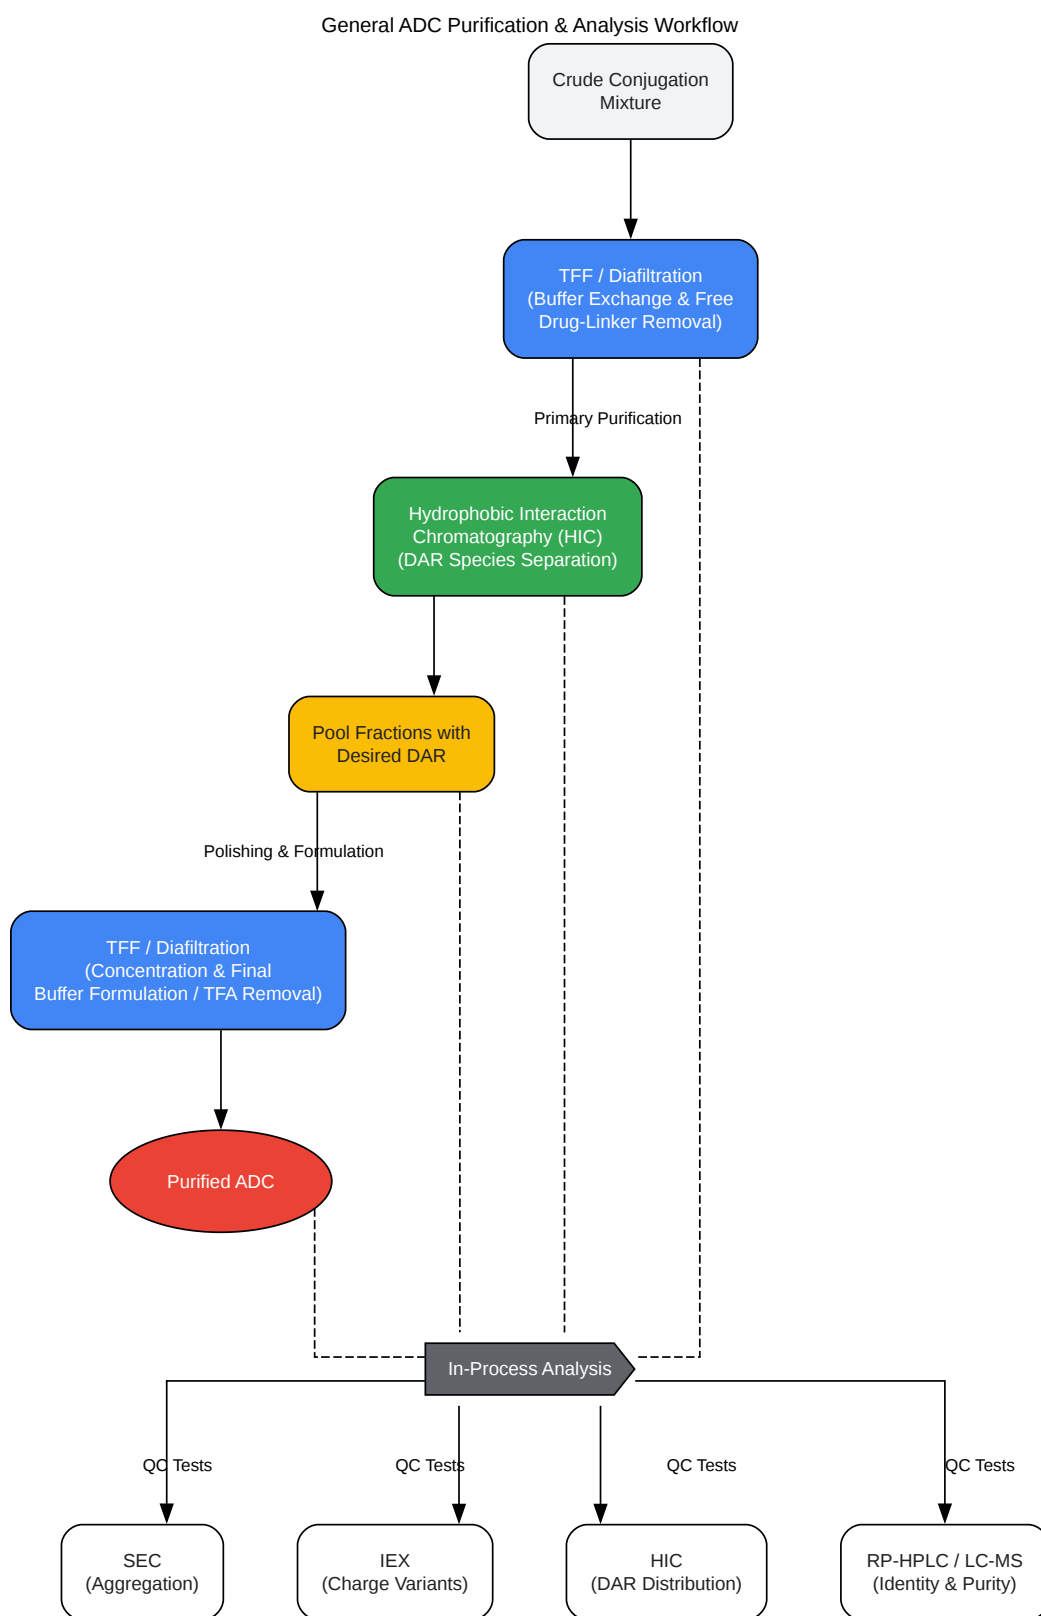 General ADC Purification & Analysis Workflow
Crude Conjugation
Mixture
TFF / Diafiltration
(Buffer Exchange & Free
Drug-Linker Removal)
Primary Purification
Hydrophobic Interaction
Chromatography (HIC)
(DAR Species Separation)
Pool Fractions with
Desired DAR
Polishing & Formulation
TFF / Diafiltration
(Concentration & Final
Buffer Formulation / TFA Removal)
Purified ADC
In-Process Analysis
QC Tests
QC Tests
QC Tests
QC Tests
SEC
(Aggregation)
IEX
(Charge Variants)
HIC
(DAR Distribution)
RP-HPLC / LC-MS
(Identity & Purity)